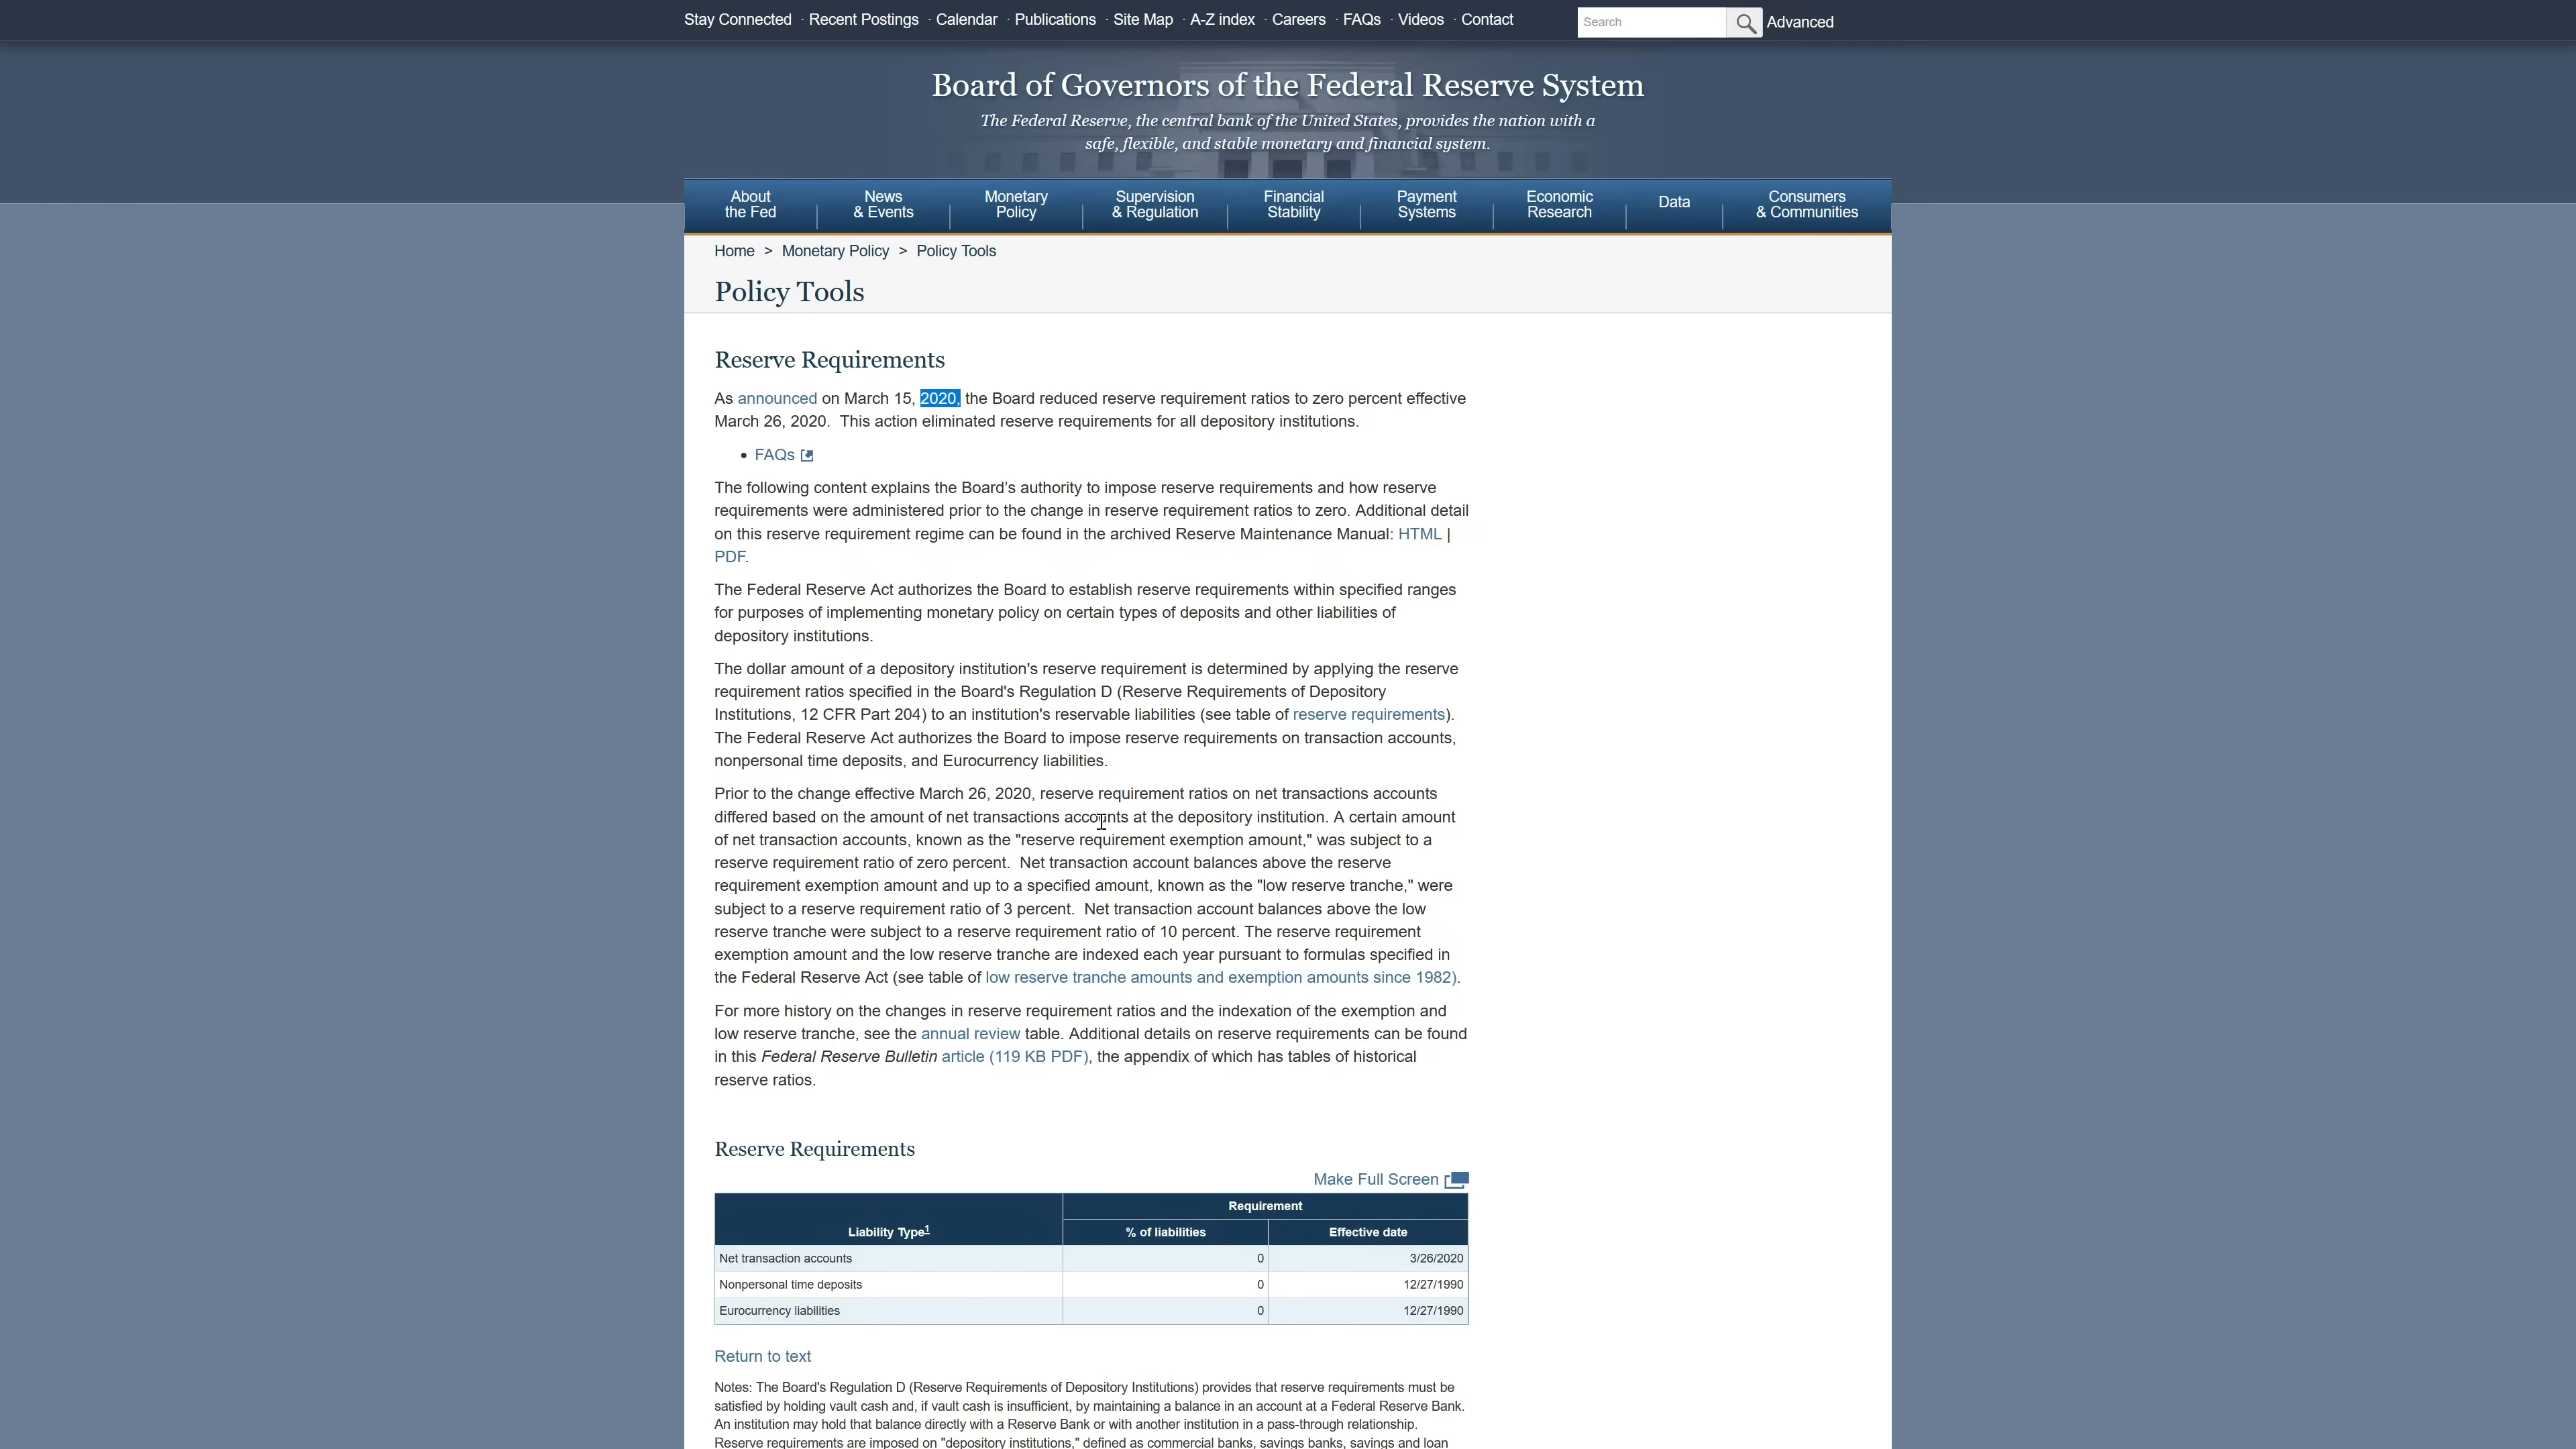 Stay Connected · Recent Postings · Calendar · Publications · Site Map · A-Z index · Careers · FAQs · Videos · Contact
Search
Advanced
Board of Governors of the Federal Reserve System
The Federal Reserve, the central bank of the United States, provides the nation with a
safe, flexible, and stable monetary and financial system.
About
the Fed
News
& Events
Monetary
Policy
Supervision
& Regulation
Financial
Stability
Payment
Systems
Economic
Research
Data
Consumers
& Communities
Home > Monetary Policy > Policy Tools
Policy Tools
Reserve Requirements
As announced on March 15, 2020, the Board reduced reserve requirement ratios to zero percent effective
March 26, 2020.  This action eliminated reserve requirements for all depository institutions.
• FAQs
The following content explains the Board’s authority to impose reserve requirements and how reserve
requirements were administered prior to the change in reserve requirement ratios to zero. Additional detail
on this reserve requirement regime can be found in the archived Reserve Maintenance Manual: HTML |
PDF.
The Federal Reserve Act authorizes the Board to establish reserve requirements within specified ranges
for purposes of implementing monetary policy on certain types of deposits and other liabilities of
depository institutions.
The dollar amount of a depository institution's reserve requirement is determined by applying the reserve
requirement ratios specified in the Board's Regulation D (Reserve Requirements of Depository
Institutions, 12 CFR Part 204) to an institution's reservable liabilities (see table of reserve requirements).
The Federal Reserve Act authorizes the Board to impose reserve requirements on transaction accounts,
nonpersonal time deposits, and Eurocurrency liabilities.
Prior to the change effective March 26, 2020, reserve requirement ratios on net transactions accounts
differed based on the amount of net transactions accounts at the depository institution. A certain amount
of net transaction accounts, known as the "reserve requirement exemption amount," was subject to a
reserve requirement ratio of zero percent.  Net transaction account balances above the reserve
requirement exemption amount and up to a specified amount, known as the "low reserve tranche," were
subject to a reserve requirement ratio of 3 percent.  Net transaction account balances above the low
reserve tranche were subject to a reserve requirement ratio of 10 percent. The reserve requirement
exemption amount and the low reserve tranche are indexed each year pursuant to formulas specified in
the Federal Reserve Act (see table of low reserve tranche amounts and exemption amounts since 1982).
For more history on the changes in reserve requirement ratios and the indexation of the exemption and
low reserve tranche, see the annual review table. Additional details on reserve requirements can be found
in this Federal Reserve Bulletin article (119 KB PDF), the appendix of which has tables of historical
reserve ratios.
Reserve Requirements
Make Full Screen
Requirement
Liability Type1 % of liabilities Effective date
Net transaction accounts 0 3/26/2020
Nonpersonal time deposits 0 12/27/1990
Eurocurrency liabilities 0 12/27/1990
Return to text
Notes: The Board's Regulation D (Reserve Requirements of Depository Institutions) provides that reserve requirements must be
satisfied by holding vault cash and, if vault cash is insufficient, by maintaining a balance in an account at a Federal Reserve Bank.
An institution may hold that balance directly with a Reserve Bank or with another institution in a pass-through relationship.
Reserve requirements are imposed on "depository institutions," defined as commercial banks, savings banks, savings and loan